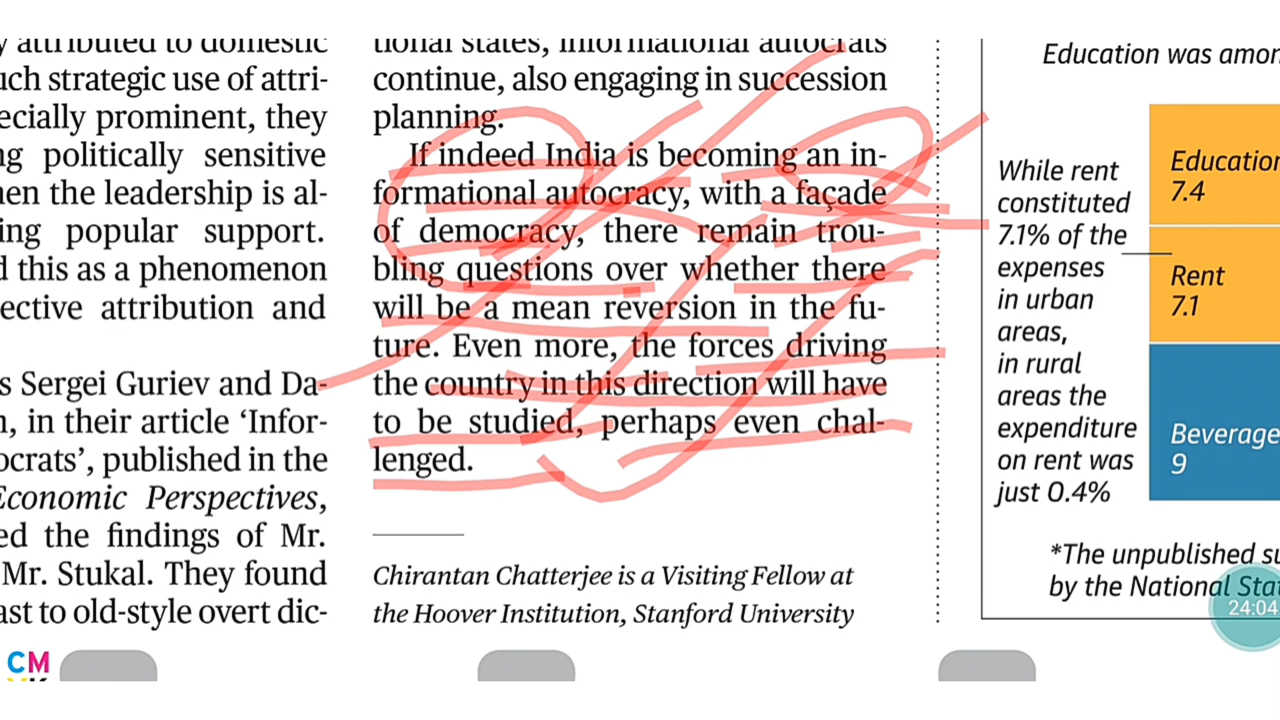 attributed to domestic
uch strategic use of attri-
ecially prominent, they
ng politically sensitive
hen the leadership is al-
ing popular support.
d this as a phenomenon
ective attribution and
s Sergei Guriev and Da-
n, in their article ‘Infor-
ocrats’, published in the
Economic Perspectives,
ed the findings of Mr.
Mr. Stukal. They found
ast to old-style overt dic-
tional states, informational autocrats
continue, also engaging in succession
planning.
If indeed India is becoming an in-
formational autocracy, with a façade
of democracy, there remain trou-
bling questions over whether there
will be a mean reversion in the fu-
ture. Even more, the forces driving
the country in this direction will have
to be studied, perhaps even chal-
lenged.
Chirantan Chatterjee is a Visiting Fellow at
the Hoover Institution, Stanford University
Education was amon
While rent
constituted
7.1% of the
expenses
in urban
areas,
in rural
areas the
expenditure
on rent was
just 0.4%
Education
7.4
Rent
7.1
Beverage
9
*The unpublished su
by the National Stat
24:04
CM